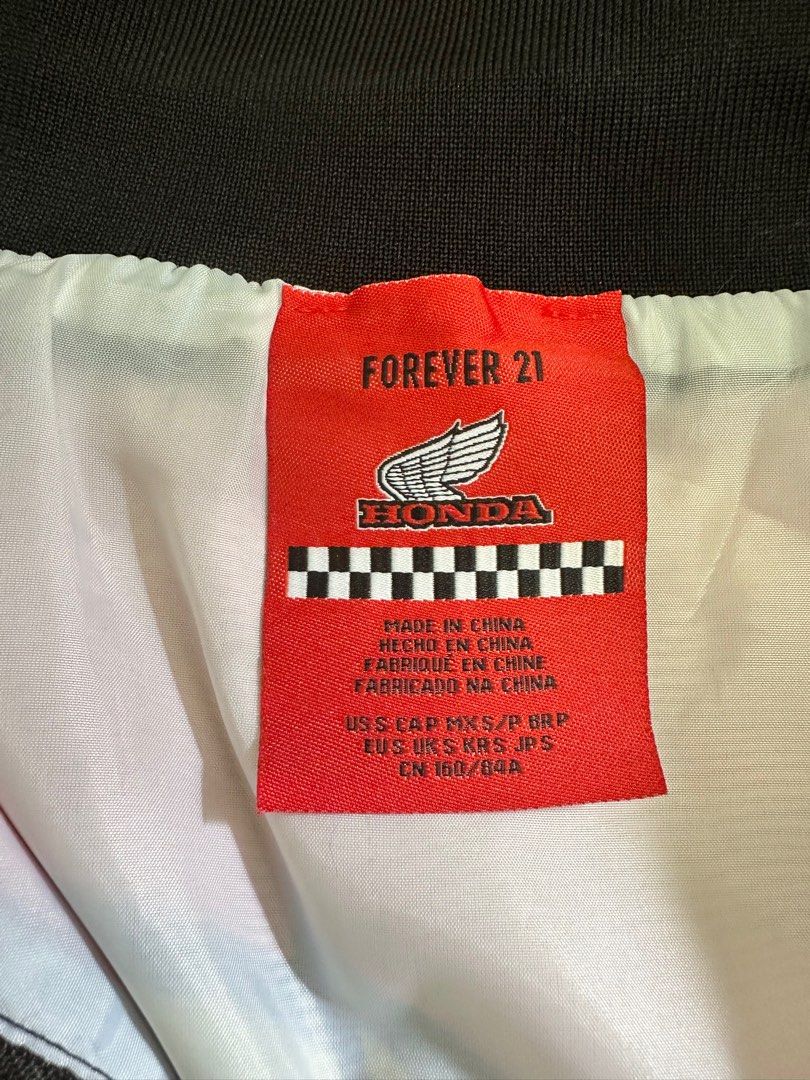 FOREVER 21
HONDA
MADE IN CHINA
HECHO EN CHINA
FABRIQUÉ EN CHINE
FABRICADO NA CHINA
US S CA P MX S/P BR P
EU S UK S KR S JP S
CN 160/84A